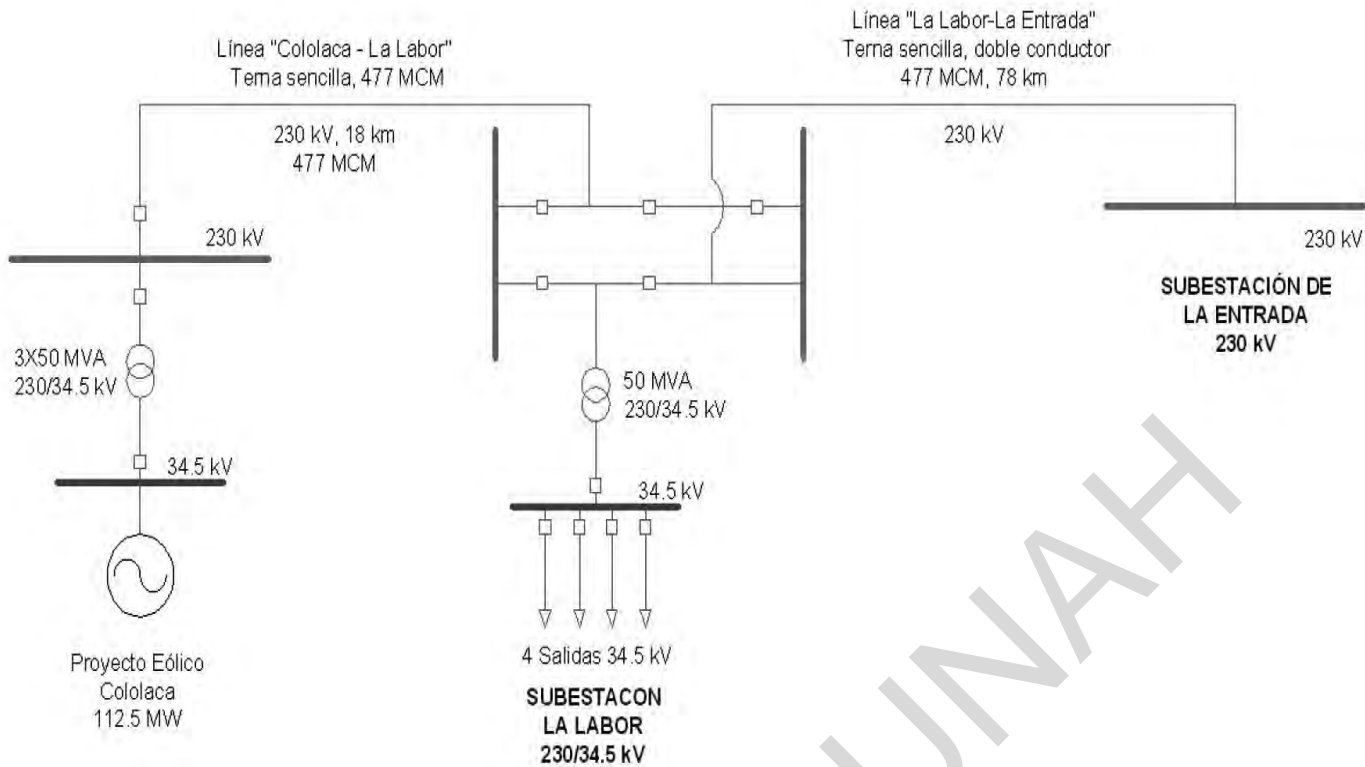 Línea "Cololaca - La Labor"
Terna sencilla, 477 MCM
230 kV, 18 km
477 MCM
230 kV
3X50 MVA
230/34.5 kV
34.5 kV
Proyecto Eólico
Cololaca
112.5 MW
50 MVA
230/34.5 kV
34.5 kV
4 Salidas 34.5 kV
SUBESTACON
LA LABOR
230/34.5 kV
Línea "La Labor-La Entrada"
Terna sencilla, doble conductor
477 MCM, 78 km
230 kV
230 kV
SUBESTACIÓN DE
LA ENTRADA
230 kV
UNAH